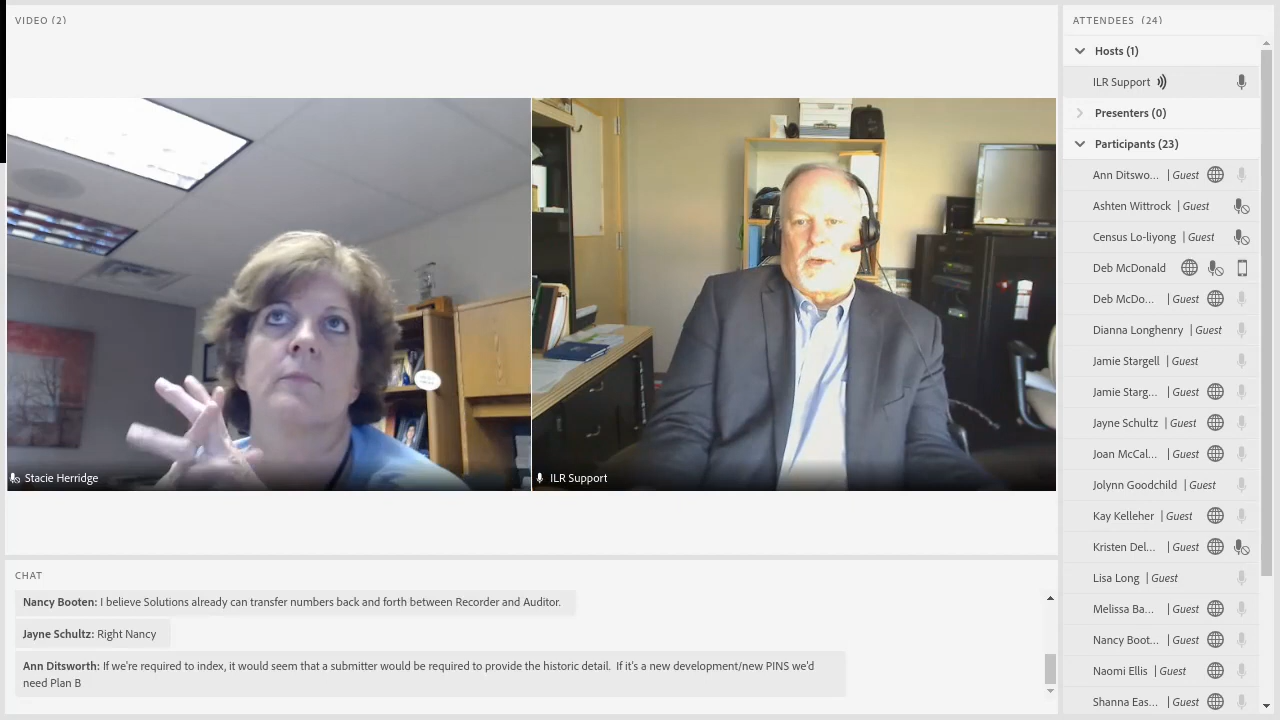 VIDEO (2)
Stacie Herridge
ILR Support
CHAT
Nancy Booten: I believe Solutions already can transfer numbers back and forth between Recorder and Auditor.
Jayne Schultz: Right Nancy
Ann Ditsworth: If we're required to index, it would seem that a submitter would be required to provide the historic detail. If it's a new development/new PINS we'd
need Plan B
ATTENDEES (24)
Hosts (1)
ILR Support
Presenters (0)
Participants (23)
Ann Ditswo... | Guest
Ashten Wittrock | Guest
Census Lo-liyong | Guest
Deb McDonald
Deb McDo... | Guest
Dianna Longhenry | Guest
Jamie Stargell | Guest
Jamie Starg... | Guest
Jayne Schultz | Guest
Joan McCal... | Guest
Jolynn Goodchild | Guest
Kay Kelleher | Guest
Kristen Del... | Guest
Lisa Long | Guest
Melissa Ba... | Guest
Nancy Boot... | Guest
Naomi Ellis | Guest
Shanna Eas... | Guest